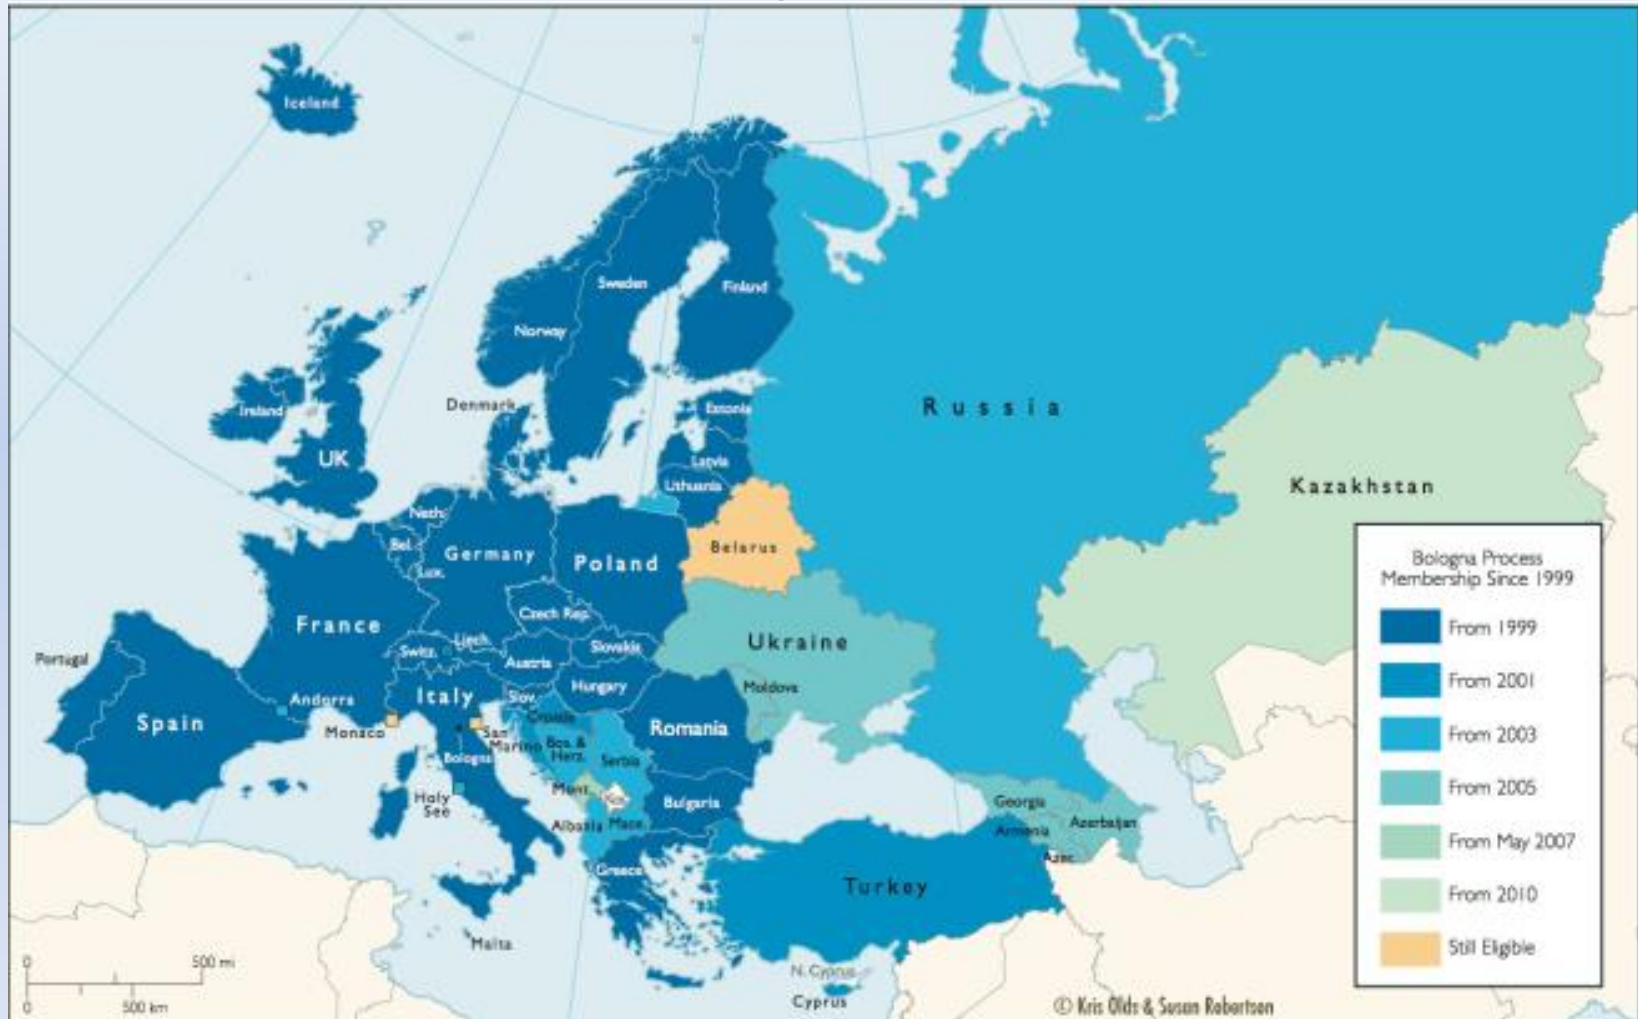 Iceland
Sweden
Finland
Norway
Denmark
Estonia
Ireland
Russia
Latvia
UK
Lithuania
Kazakhstan
Neth.
Bel.
Germany
Poland
Belarus
Lux.
Czech Rep.
France
Ukraine
Liech.
Switz.
Slovakia
Austria
Portugal
Hungary
Moldova
Andorra
Italy
Slov.
Spain
Croatia
Romania
Monaco
San
Marino
Bos. &
Herz.
Bologna
Serbia
Mont.
Holy
See
Bulgaria
Georgia
Albania
Mace.
Armenia
Azerbaijan
Azer.
Greece
Turkey
Malta
N. Cyprus
Cyprus
0 500 mi
0 500 km
© Kris Olds & Susan Robertson
Bologna Process
Membership Since 1999
From 1999
From 2001
From 2003
From 2005
From May 2007
From 2010
Still Eligible